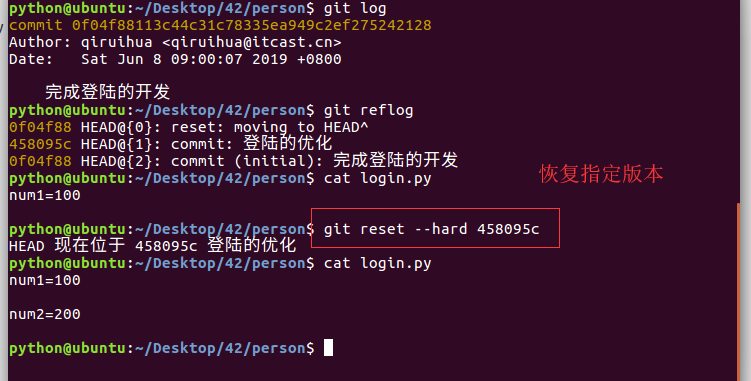 python@ubuntu:~/Desktop/42/person$ git log
commit 0f04f88113c44c31c78335ea949c2ef275242128
Author: qiruihua <qiruihua@itcast.cn>
Date:   Sat Jun 8 09:00:07 2019 +0800
    完成登陆的开发
python@ubuntu:~/Desktop/42/person$ git reflog
0f04f88 HEAD@{0}: reset: moving to HEAD^
458095c HEAD@{1}: commit: 登陆的优化
0f04f88 HEAD@{2}: commit (initial): 完成登陆的开发
python@ubuntu:~/Desktop/42/person$ cat login.py
恢复指定版本
num1=100
python@ubuntu:~/Desktop/42/person$ git reset --hard 458095c
HEAD 现在位于 458095c 登陆的优化
python@ubuntu:~/Desktop/42/person$ cat login.py
num1=100
num2=200
python@ubuntu:~/Desktop/42/person$